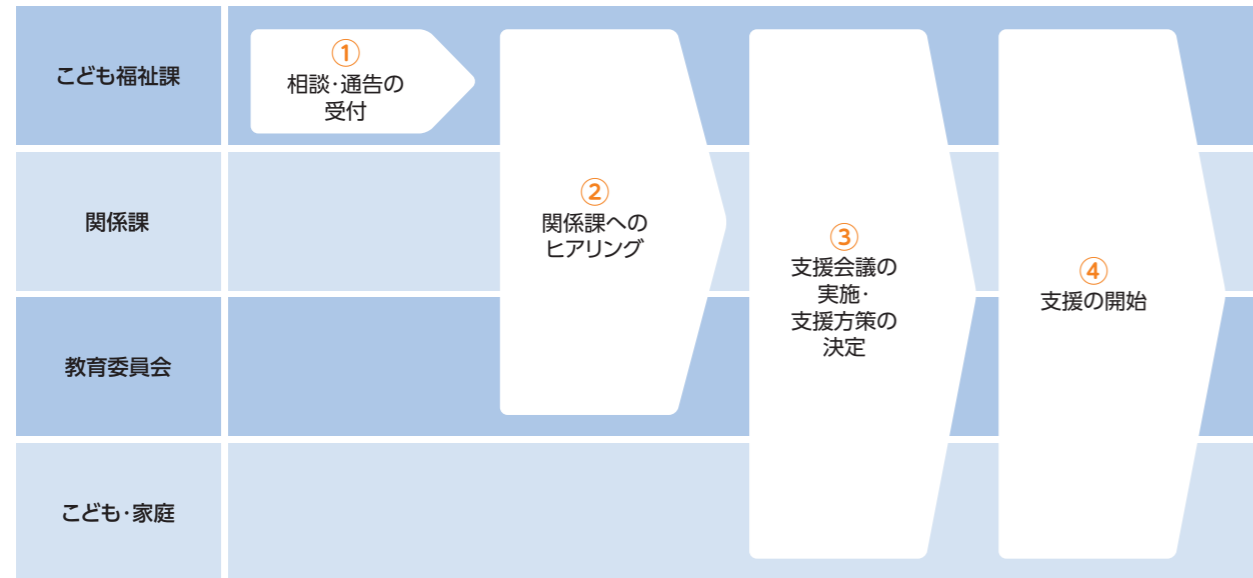 こども福祉課
①
相談・通告の
受付
関係課
②
関係課への
ヒアリング
③
支援会議の
実施・
支援方策の
決定
④
支援の開始
教育委員会
こども・家庭